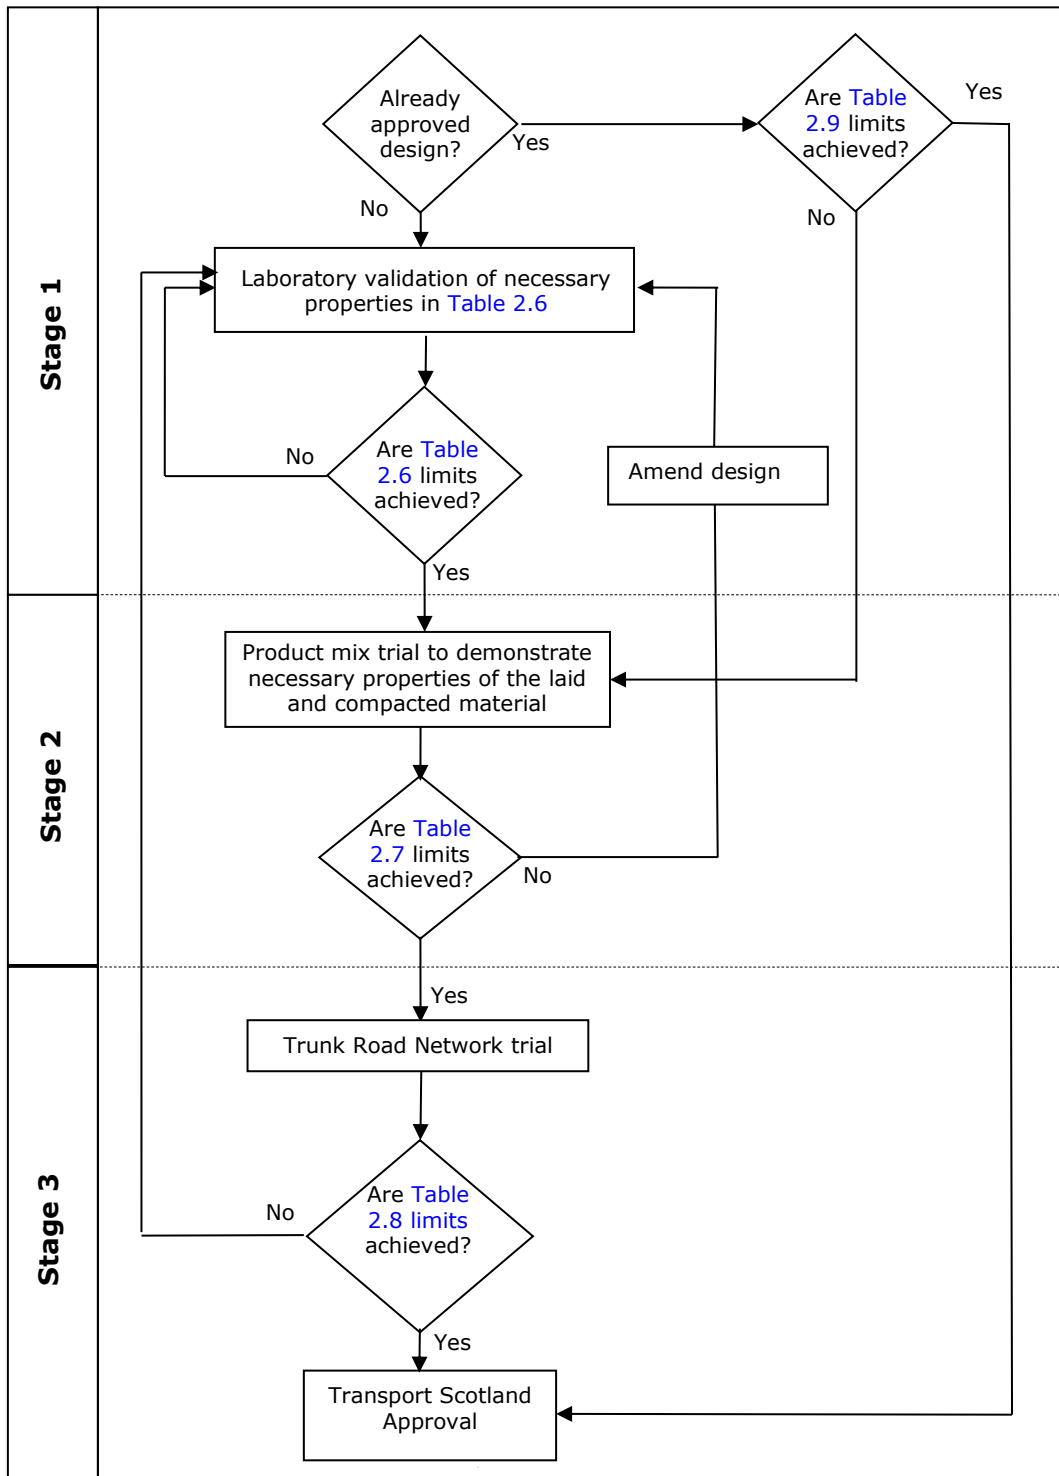 Stage 1
Already
approved
design?
Yes
No
Are Table
2.9 limits
achieved?
Yes
No
Laboratory validation of necessary
properties in Table 2.6
Are Table
2.6 limits
achieved?
No
Yes
Amend design
Stage 2
Product mix trial to demonstrate
necessary properties of the laid
and compacted material
Are Table
2.7 limits
achieved?
No
Yes
Stage 3
Trunk Road Network trial
Are Table
2.8 limits
achieved?
No
Yes
Transport Scotland
Approval